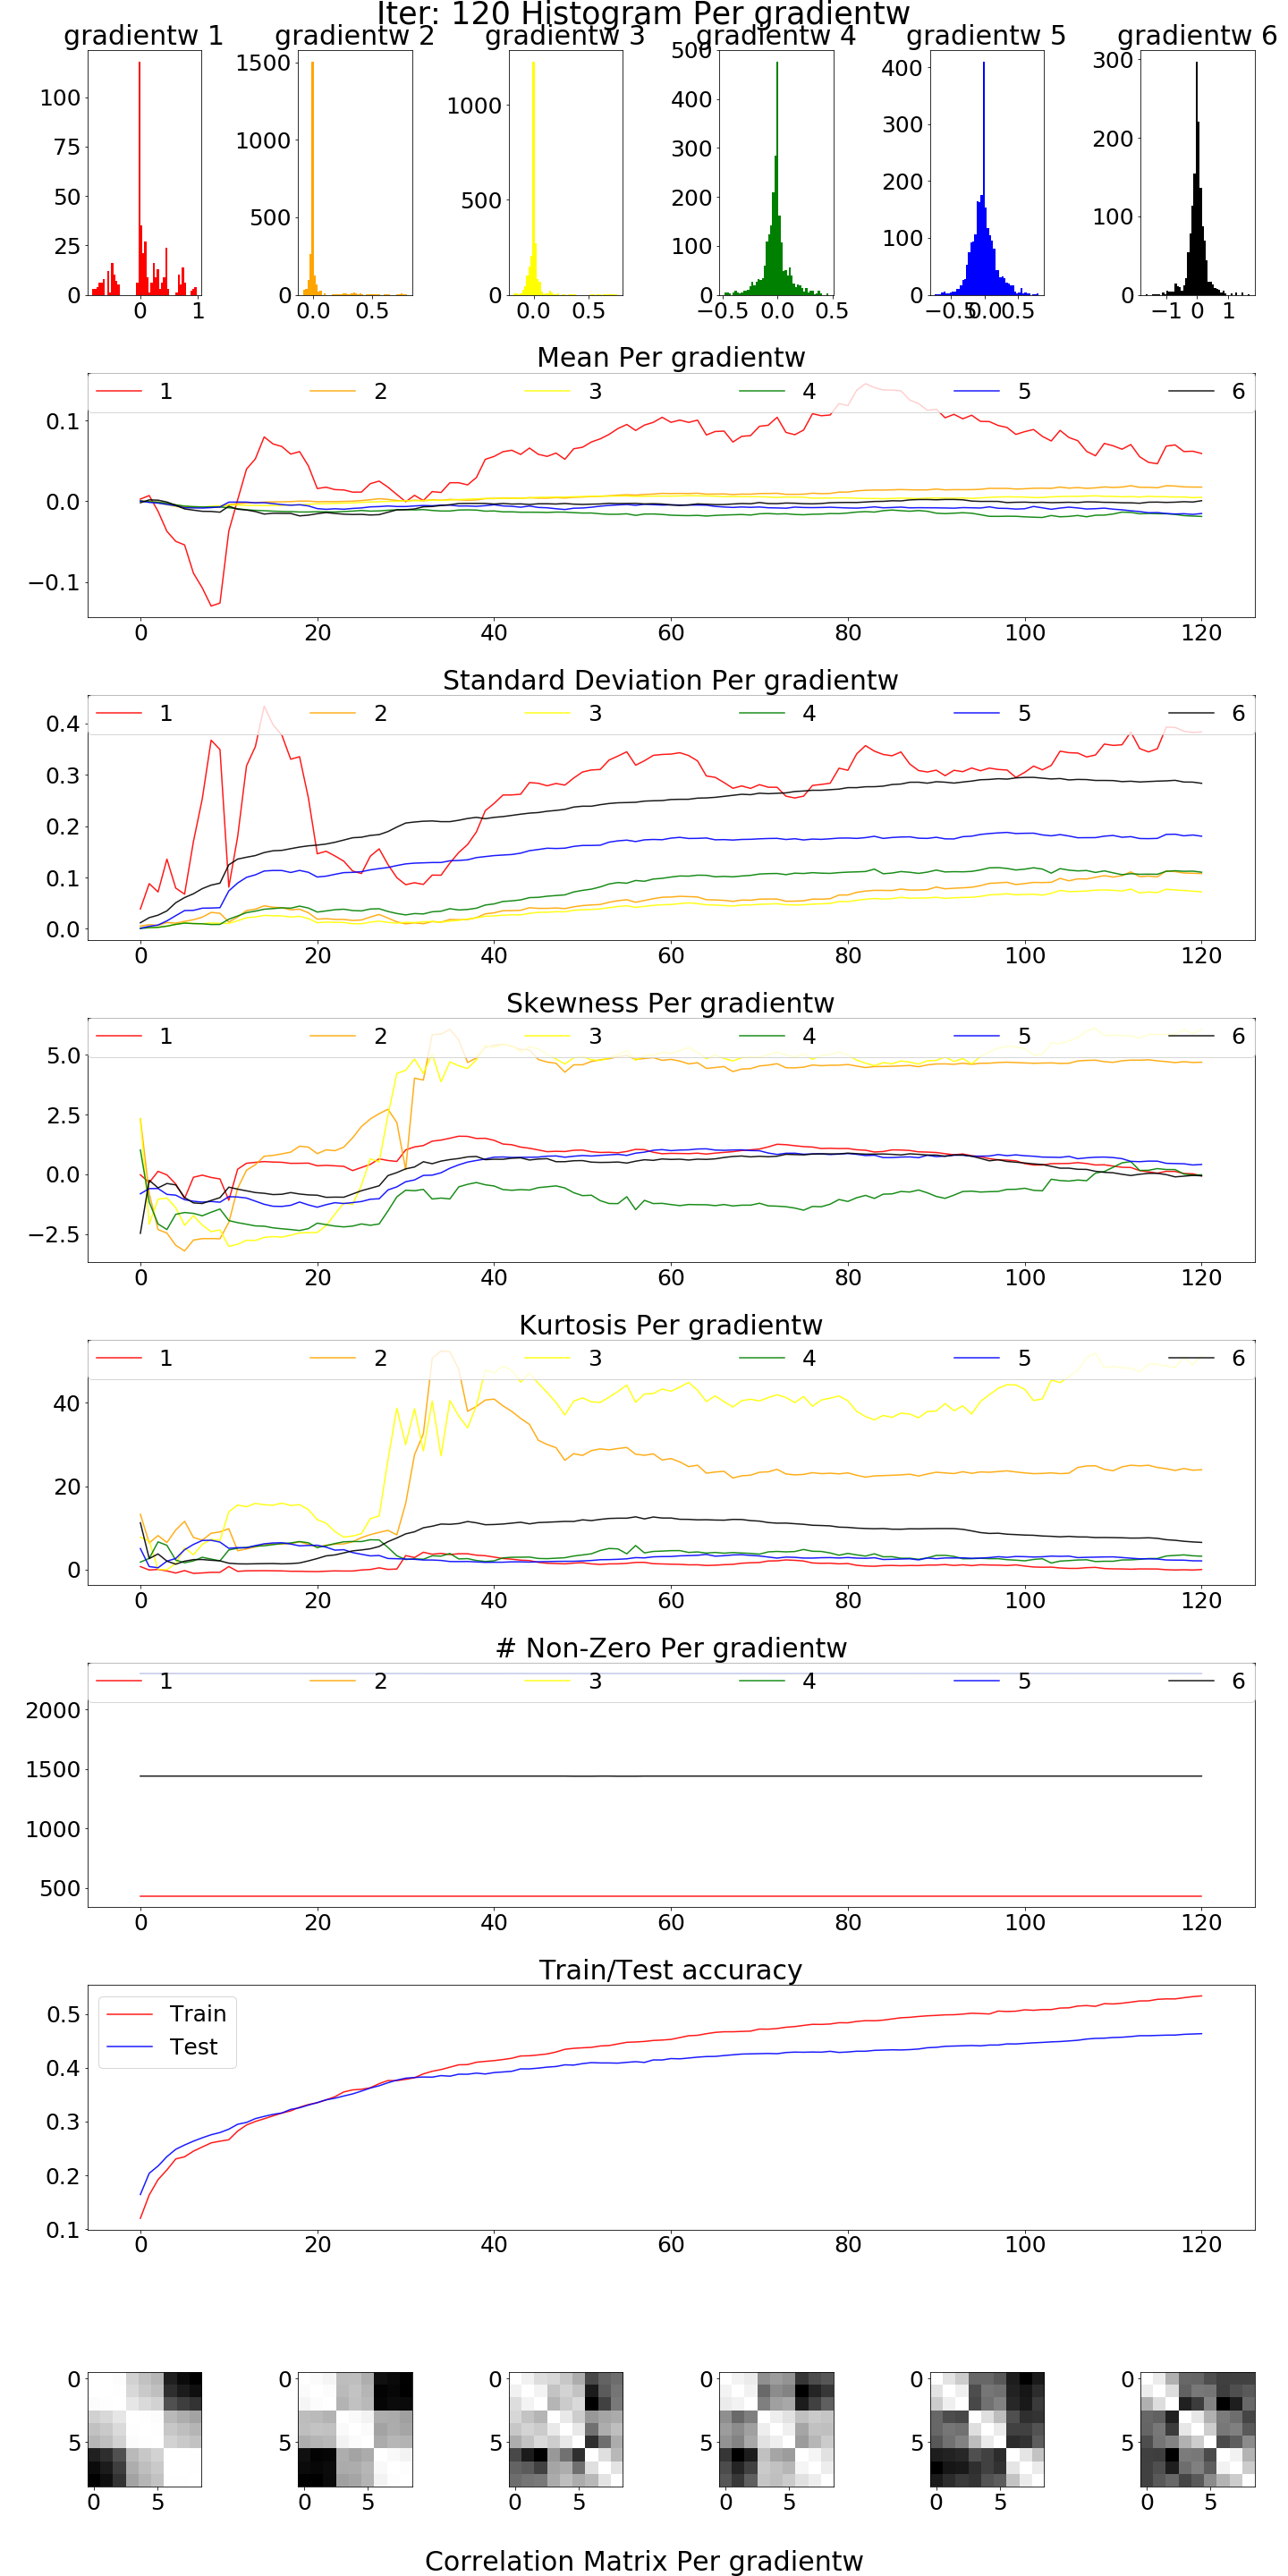 Iter: 120 Histogram Per gradientw
gradientw 1 gradientw 2 gradientw 3 gradientw 4 gradientw 5 gradientw 6
100 75 50 25 0
0 1
1500 1000 500 0
0.0 0.5
1000 500 0
0.0 0.5
500 400 300 200 100 0
−0.5 0.0 0.5
400 300 200 100 0
−0.5 0.0 0.5
300 200 100 0
−1 0 1
Mean Per gradientw
1 2 3 4 5 6
0.1
0.0
−0.1
0 20 40 60 80 100 120
Standard Deviation Per gradientw
1 2 3 4 5 6
0.4
0.3
0.2
0.1
0.0
0 20 40 60 80 100 120
Skewness Per gradientw
1 2 3 4 5 6
5.0
2.5
0.0
−2.5
0 20 40 60 80 100 120
Kurtosis Per gradientw
1 2 3 4 5 6
40
20
0
0 20 40 60 80 100 120
# Non-Zero Per gradientw
1 2 3 4 5 6
2000
1500
1000
500
0 20 40 60 80 100 120
Train/Test accuracy
Train
Test
0.5
0.4
0.3
0.2
0.1
0 20 40 60 80 100 120
0 0 0 0 0 0
5 5 5 5 5 5
0 5 0 5 0 5 0 5 0 5 0 5
Correlation Matrix Per gradientw